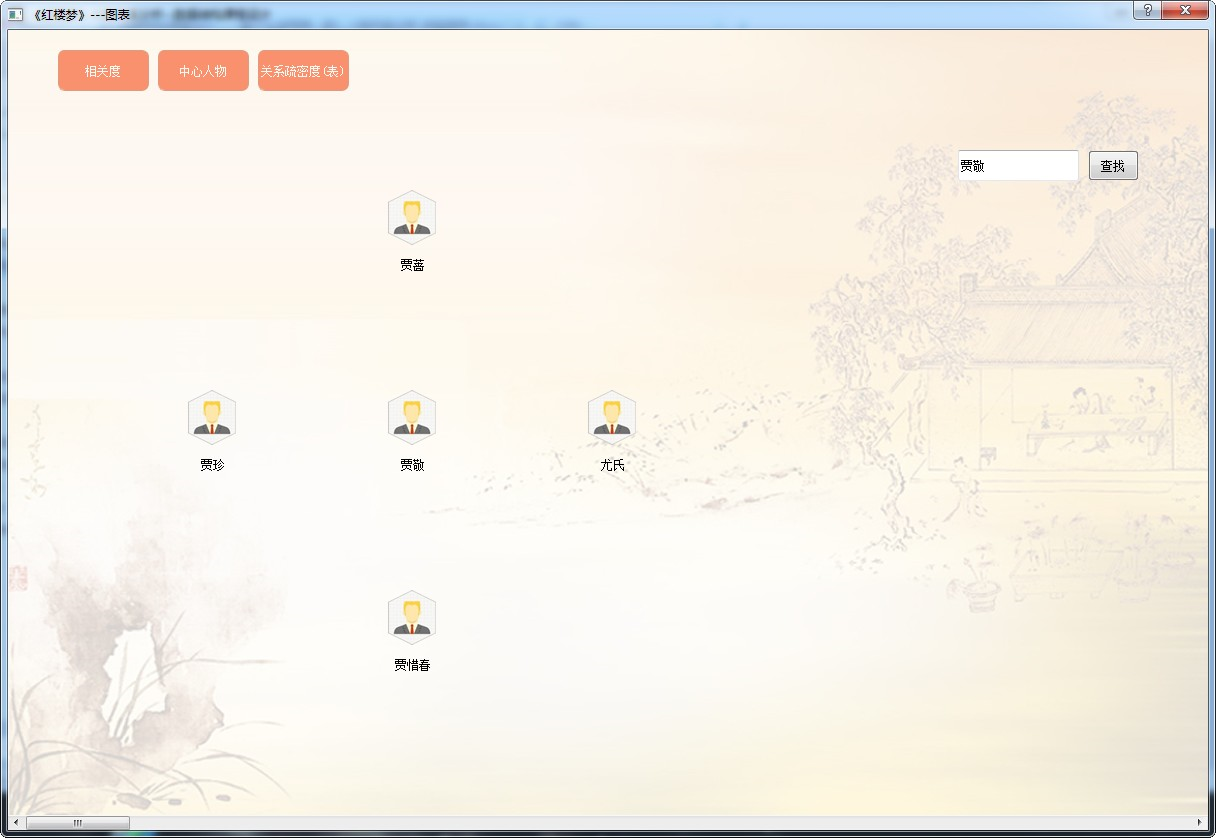 《红楼梦》---图表
相关度
中心人物
关系疏密度(表)
贾敬
查找
贾蔷
贾珍
贾敬
尤氏
贾惜春